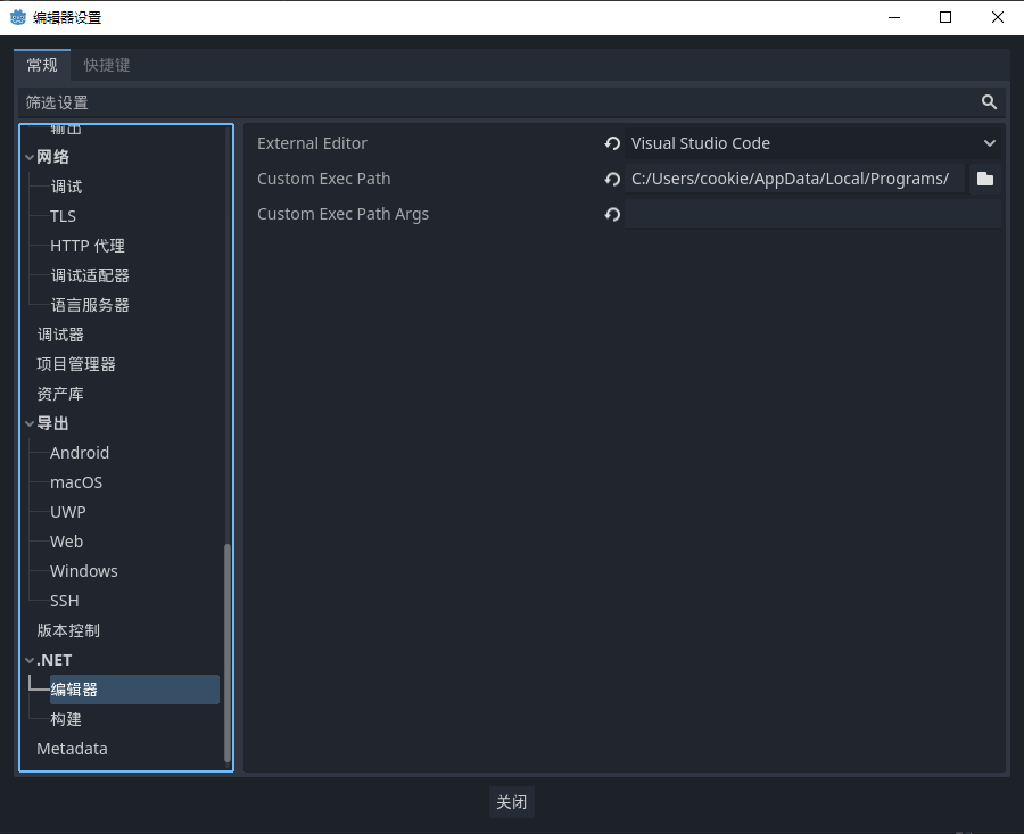 编辑器设置
常规
快捷键
筛选设置
输出
网络
调试
TLS
HTTP 代理
调试适配器
语言服务器
调试器
项目管理器
资产库
导出
Android
macOS
UWP
Web
Windows
SSH
版本控制
.NET
编辑器
构建
Metadata
External Editor
Visual Studio Code
Custom Exec Path
C:/Users/cookie/AppData/Local/Programs/
Custom Exec Path Args
关闭